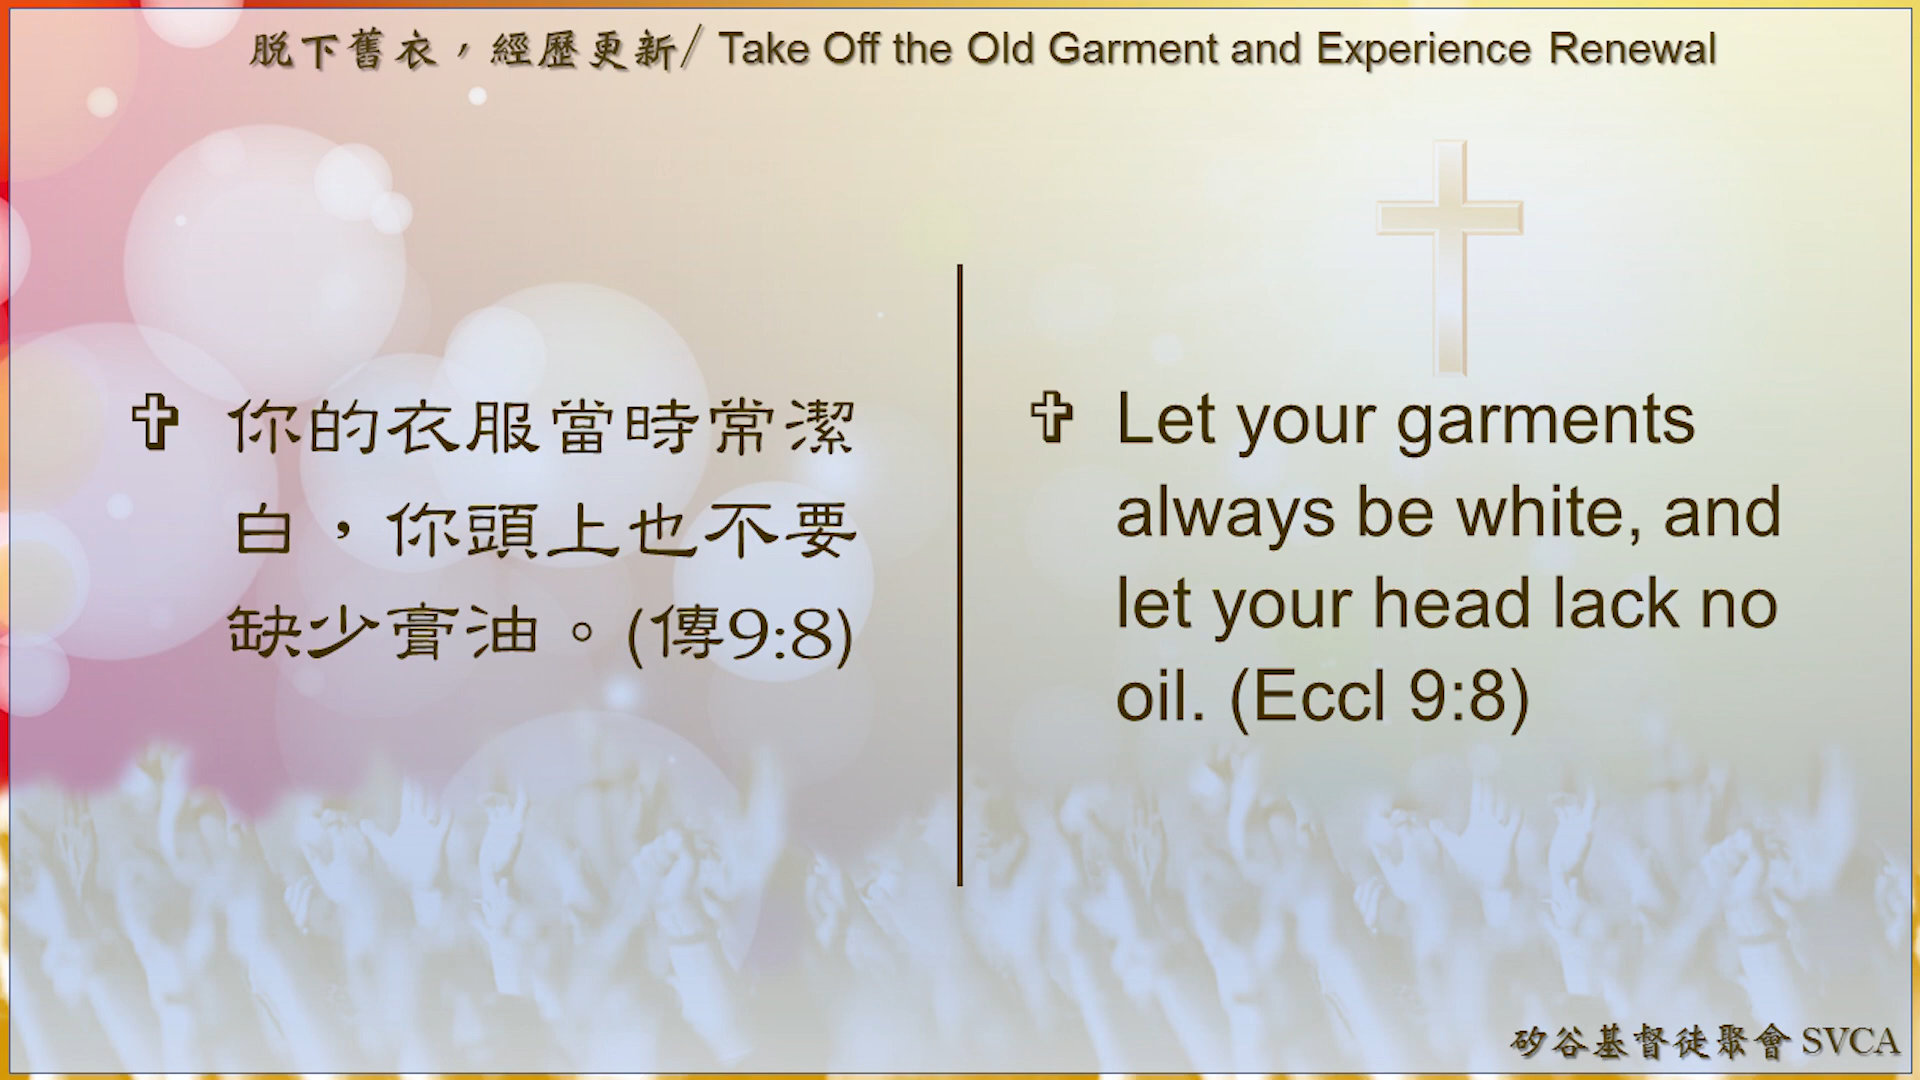 脱下舊衣，經歷更新/ Take Off the Old Garment and Experience Renewal
你的衣服當時常潔
白，你頭上也不要
缺少膏油。(傳9:8)
Let your garments
always be white, and
let your head lack no
oil. (Eccl 9:8)
矽谷基督徒聚會 SVCA